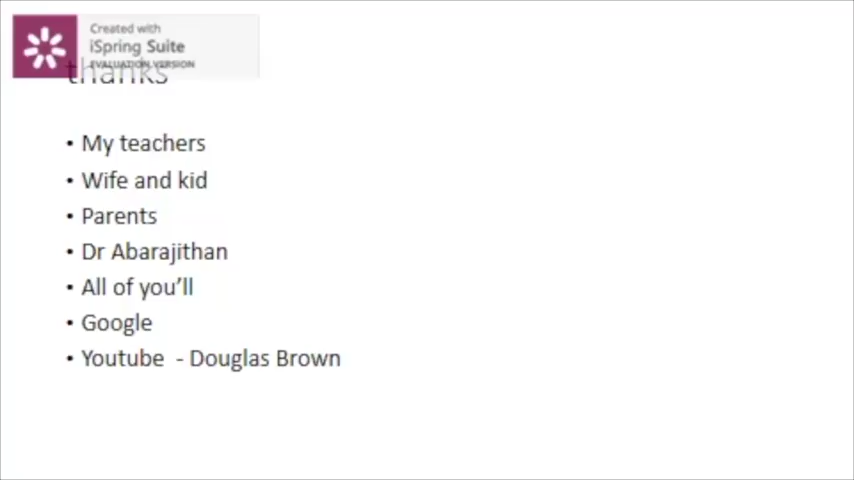 Created with
iSpring Suite
EVALUATION VERSION
thanks
• My teachers
• Wife and kid
• Parents
• Dr Abarajithan
• All of you’ll
• Google
• Youtube - Douglas Brown